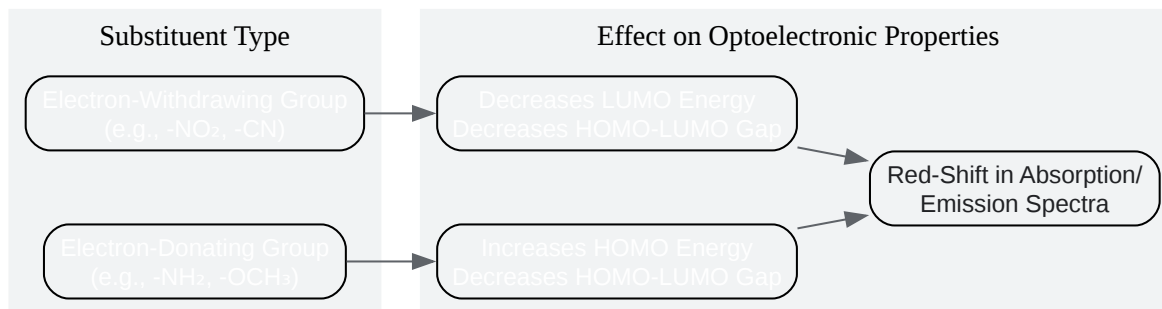 Substituent Type
Effect on Optoelectronic Properties
Electron-Withdrawing Group
(e.g., -NO₂, -CN)
Decreases LUMO Energy
Decreases HOMO-LUMO Gap
Red-Shift in Absorption/
Emission Spectra
Electron-Donating Group
(e.g., -NH₂, -OCH₃)
Increases HOMO Energy
Decreases HOMO-LUMO Gap